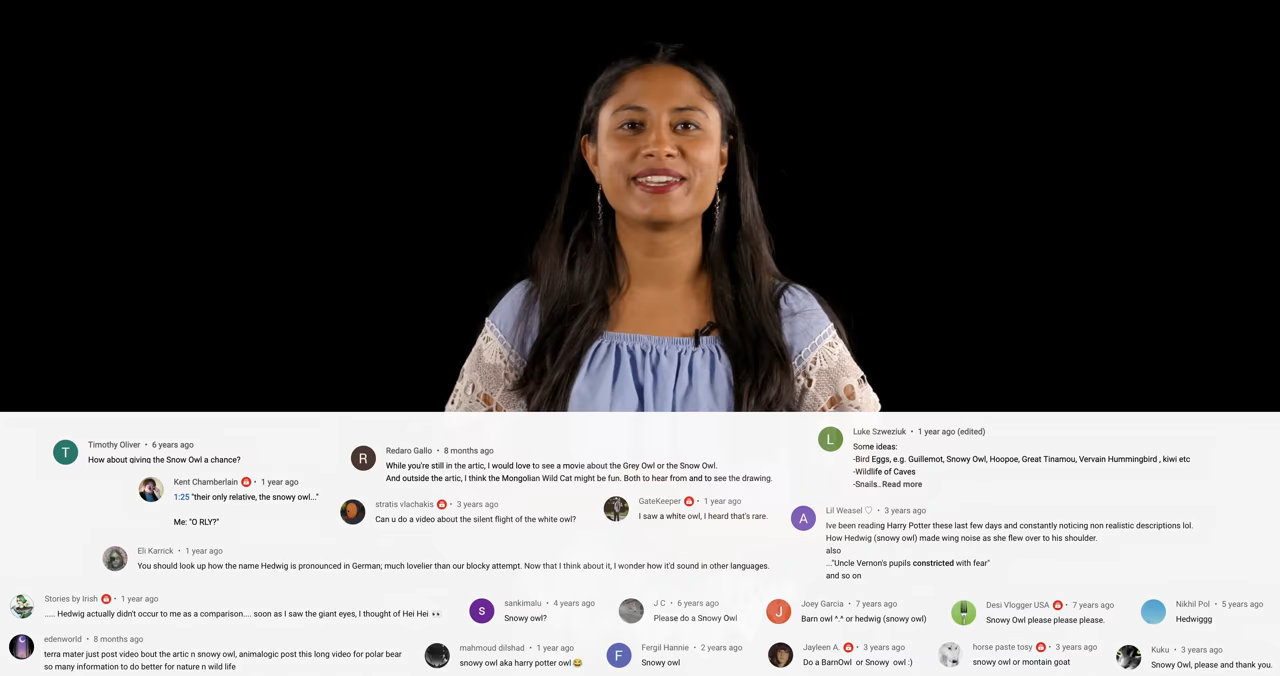 Timothy Oliver • 6 years ago
How about giving the Snow Owl a chance?
Kent Chamberlain • 1 year ago
1:25 "their only relative, the snowy owl..."
Me: "O RLY?"
Redaro Gallo • 8 months ago
While you're still in the artic, I would love to see a movie about the Grey Owl or the Snow Owl.
And outside the artic, I think the Mongolian Wild Cat might be fun. Both to hear from and to see the drawing.
stratis vlachakis • 3 years ago
Can u do a video about the silent flight of the white owl?
GateKeeper • 1 year ago
I saw a white owl, I heard that's rare.
L
Luke Szweziuk • 1 year ago (edited)
Some ideas:
-Bird Eggs, e.g. Guillemot, Snowy Owl, Hoopoe, Great Tinamou, Vervain Hummingbird , kiwi etc
-Wildlife of Caves
-Snails.. Read more
A
Lil Weasel ♡ • 3 years ago
Ive been reading Harry Potter these last few days and constantly noticing non realistic descriptions lol.
How Hedwig (snowy owl) made wing noise as she flew over to his shoulder.
also
..."Uncle Vernon's pupils constricted with fear"
and so on
T
R
Eli Karrick • 1 year ago
You should look up how the name Hedwig is pronounced in German; much lovelier than our blocky attempt. Now that I think about it, I wonder how it'd sound in other languages.
Stories by Irish • 1 year ago
..... Hedwig actually didn't occur to me as a comparison.... soon as I saw the giant eyes, I thought of Hei Hei 👀
s
sankimalu • 4 years ago
Snowy owl?
J C • 6 years ago
Please do a Snowy Owl
J
Joey Garcia • 7 years ago
Barn owl ^.^ or hedwig (snowy owl)
Desi Vlogger USA • 7 years ago
Snowy Owl please please please.
Nikhil Pol • 5 years ago
Hedwiggg
edenworld • 8 months ago
terra mater just post video bout the artic n snowy owl, animalogic post this long video for polar bear
so many information to do better for nature n wild life
mahmoud dilshad • 1 year ago
snowy owl aka harry potter owl 😂
F
Fergil Hannie • 2 years ago
Snowy owl
Jayleen A. • 3 years ago
Do a BarnOwl or Snowy owl :)
horse paste tosy • 3 years ago
snowy owl or montain goat
Kuku • 3 years ago
Snowy Owl, please and thank you.